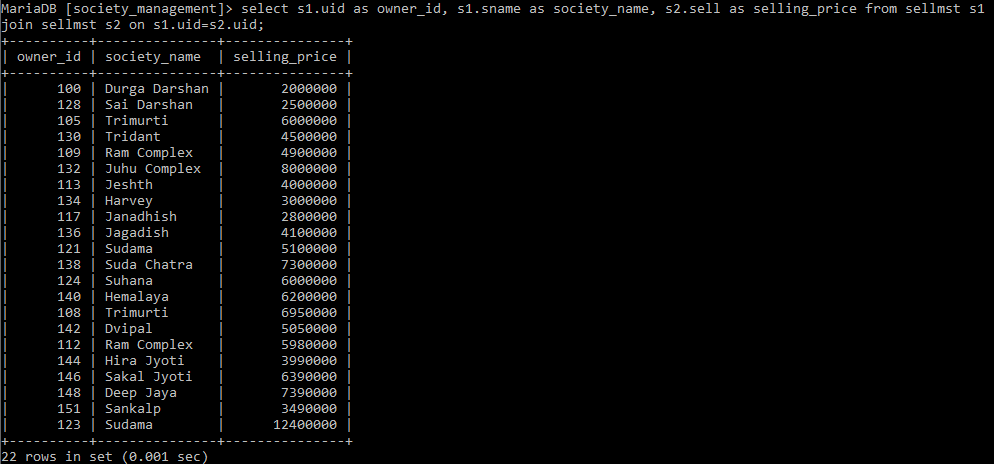 MariaDB [society_management]> select s1.uid as owner_id, s1.sname as society_name, s2.sell as selling_price from sellmst s1
join sellmst s2 on s1.uid=s2.uid;
+----------+---------------+---------------+
| owner_id | society_name  | selling_price |
+----------+---------------+---------------+
|      100 | Durga Darshan |       2000000 |
|      128 | Sai Darshan   |       2500000 |
|      105 | Trimurti      |       6000000 |
|      130 | Tridant       |       4500000 |
|      109 | Ram Complex   |       4900000 |
|      132 | Juhu Complex  |       8000000 |
|      113 | Jeshth        |       4000000 |
|      134 | Harvey        |       3000000 |
|      117 | Janadhish     |       2800000 |
|      136 | Jagadish      |       4100000 |
|      121 | Sudama        |       5100000 |
|      138 | Suda Chatra   |       7300000 |
|      124 | Suhana        |       6000000 |
|      140 | Hemalaya      |       6200000 |
|      108 | Trimurti      |       6950000 |
|      142 | Dvipal        |       5050000 |
|      112 | Ram Complex   |       5980000 |
|      144 | Hira Jyoti    |       3990000 |
|      146 | Sakal Jyoti   |       6390000 |
|      148 | Deep Jaya     |       7390000 |
|      151 | Sankalp       |       3490000 |
|      123 | Sudama        |      12400000 |
+----------+---------------+---------------+
22 rows in set (0.001 sec)